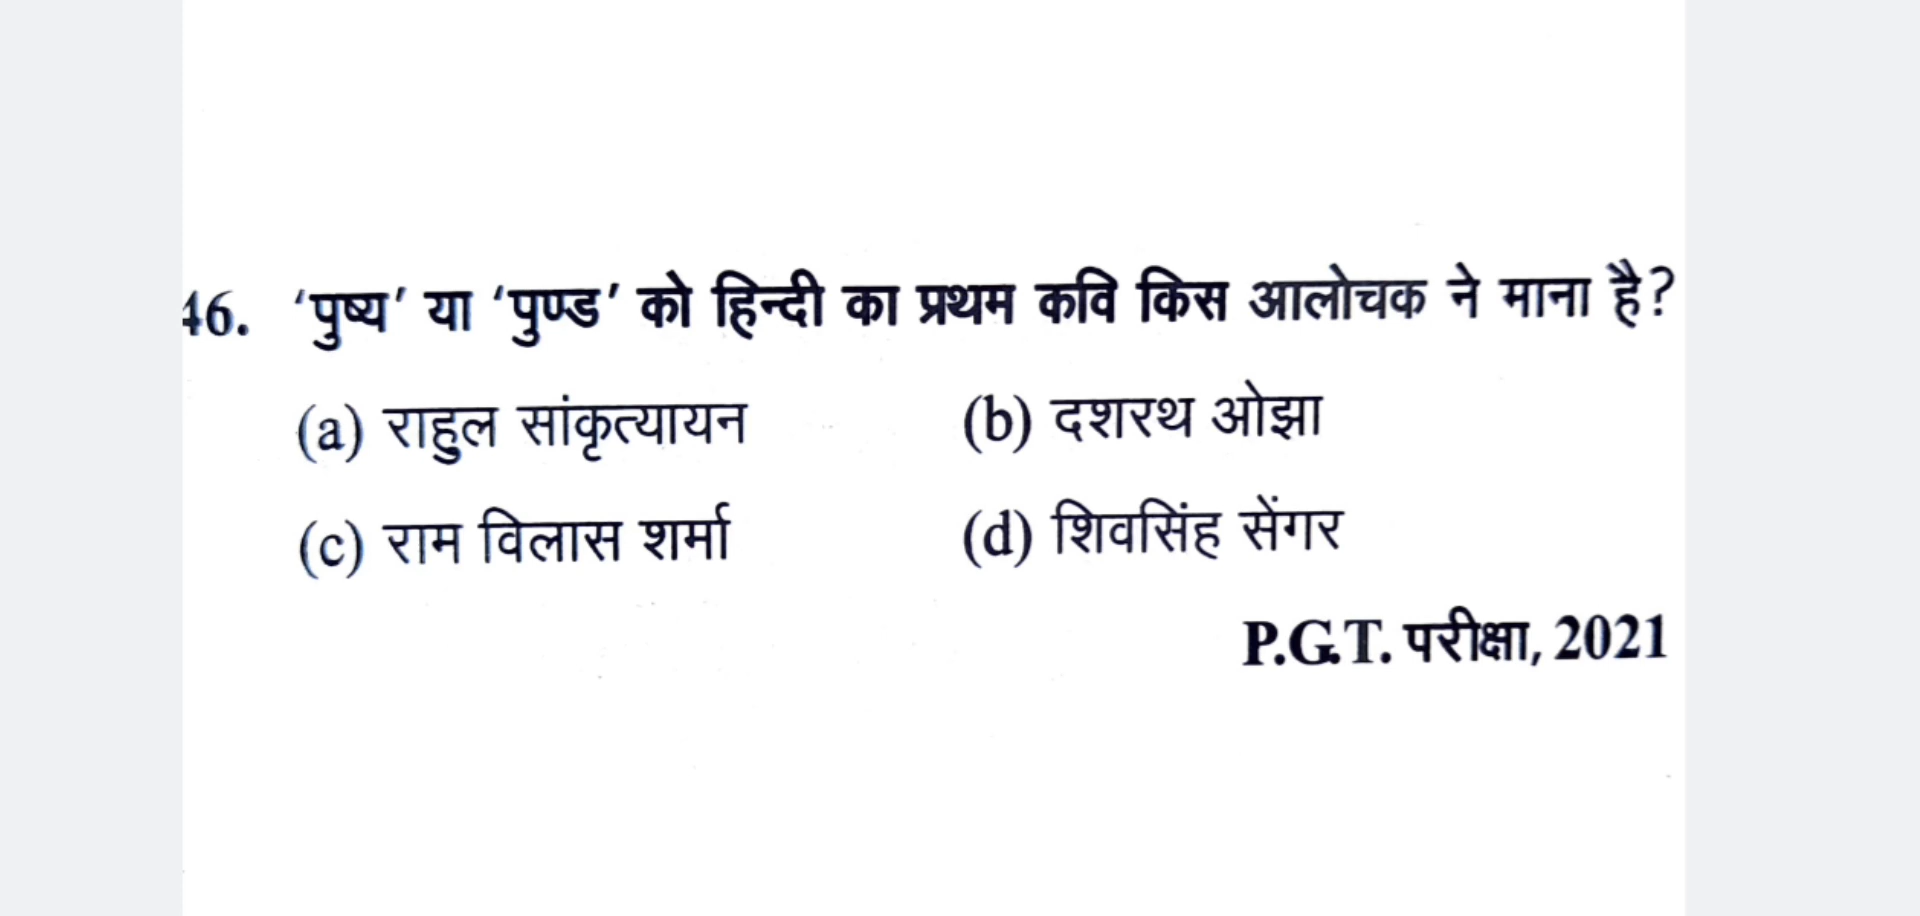 46. 'पुष्य' या 'पुण्ड' को हिन्दी का प्रथम कवि किस आलोचक ने माना है?
(a) राहुल सांकृत्यायन (b) दशरथ ओझा
(c) राम विलास शर्मा (d) शिवसिंह सेंगर
P.G.T. परीक्षा, 2021